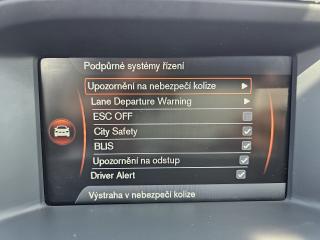 Podpůrné systémy řízení
Upozornění na nebezpečí kolize
Lane Departure Warning
ESC OFF
City Safety
BLIS
Upozornění na odstup
Driver Alert
Výstraha v nebezpečí kolize